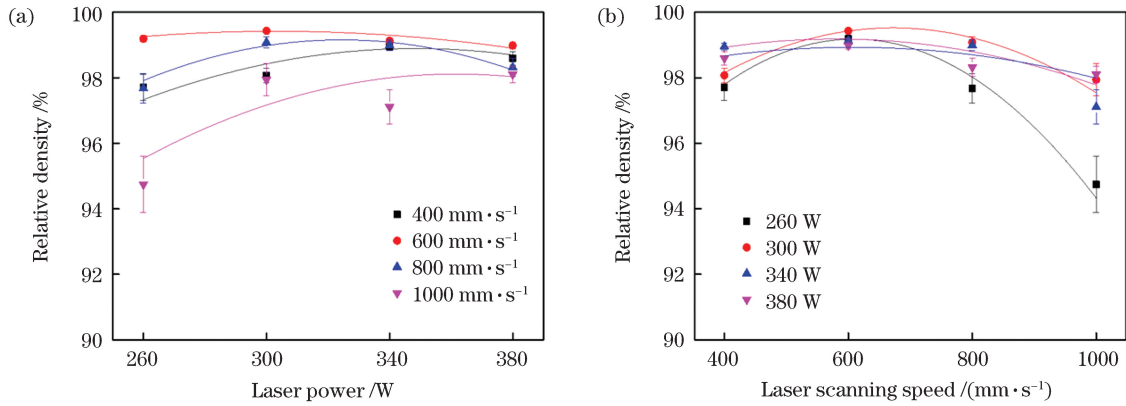 (a)
100
98
96
94
92
90
Relative density /%
260
300
340
380
Laser power /W
400 mm·s⁻¹
600 mm·s⁻¹
800 mm·s⁻¹
1000 mm·s⁻¹
(b)
100
98
96
94
92
90
Relative density /%
400
600
800
1000
Laser scanning speed /(mm·s⁻¹)
260 W
300 W
340 W
380 W